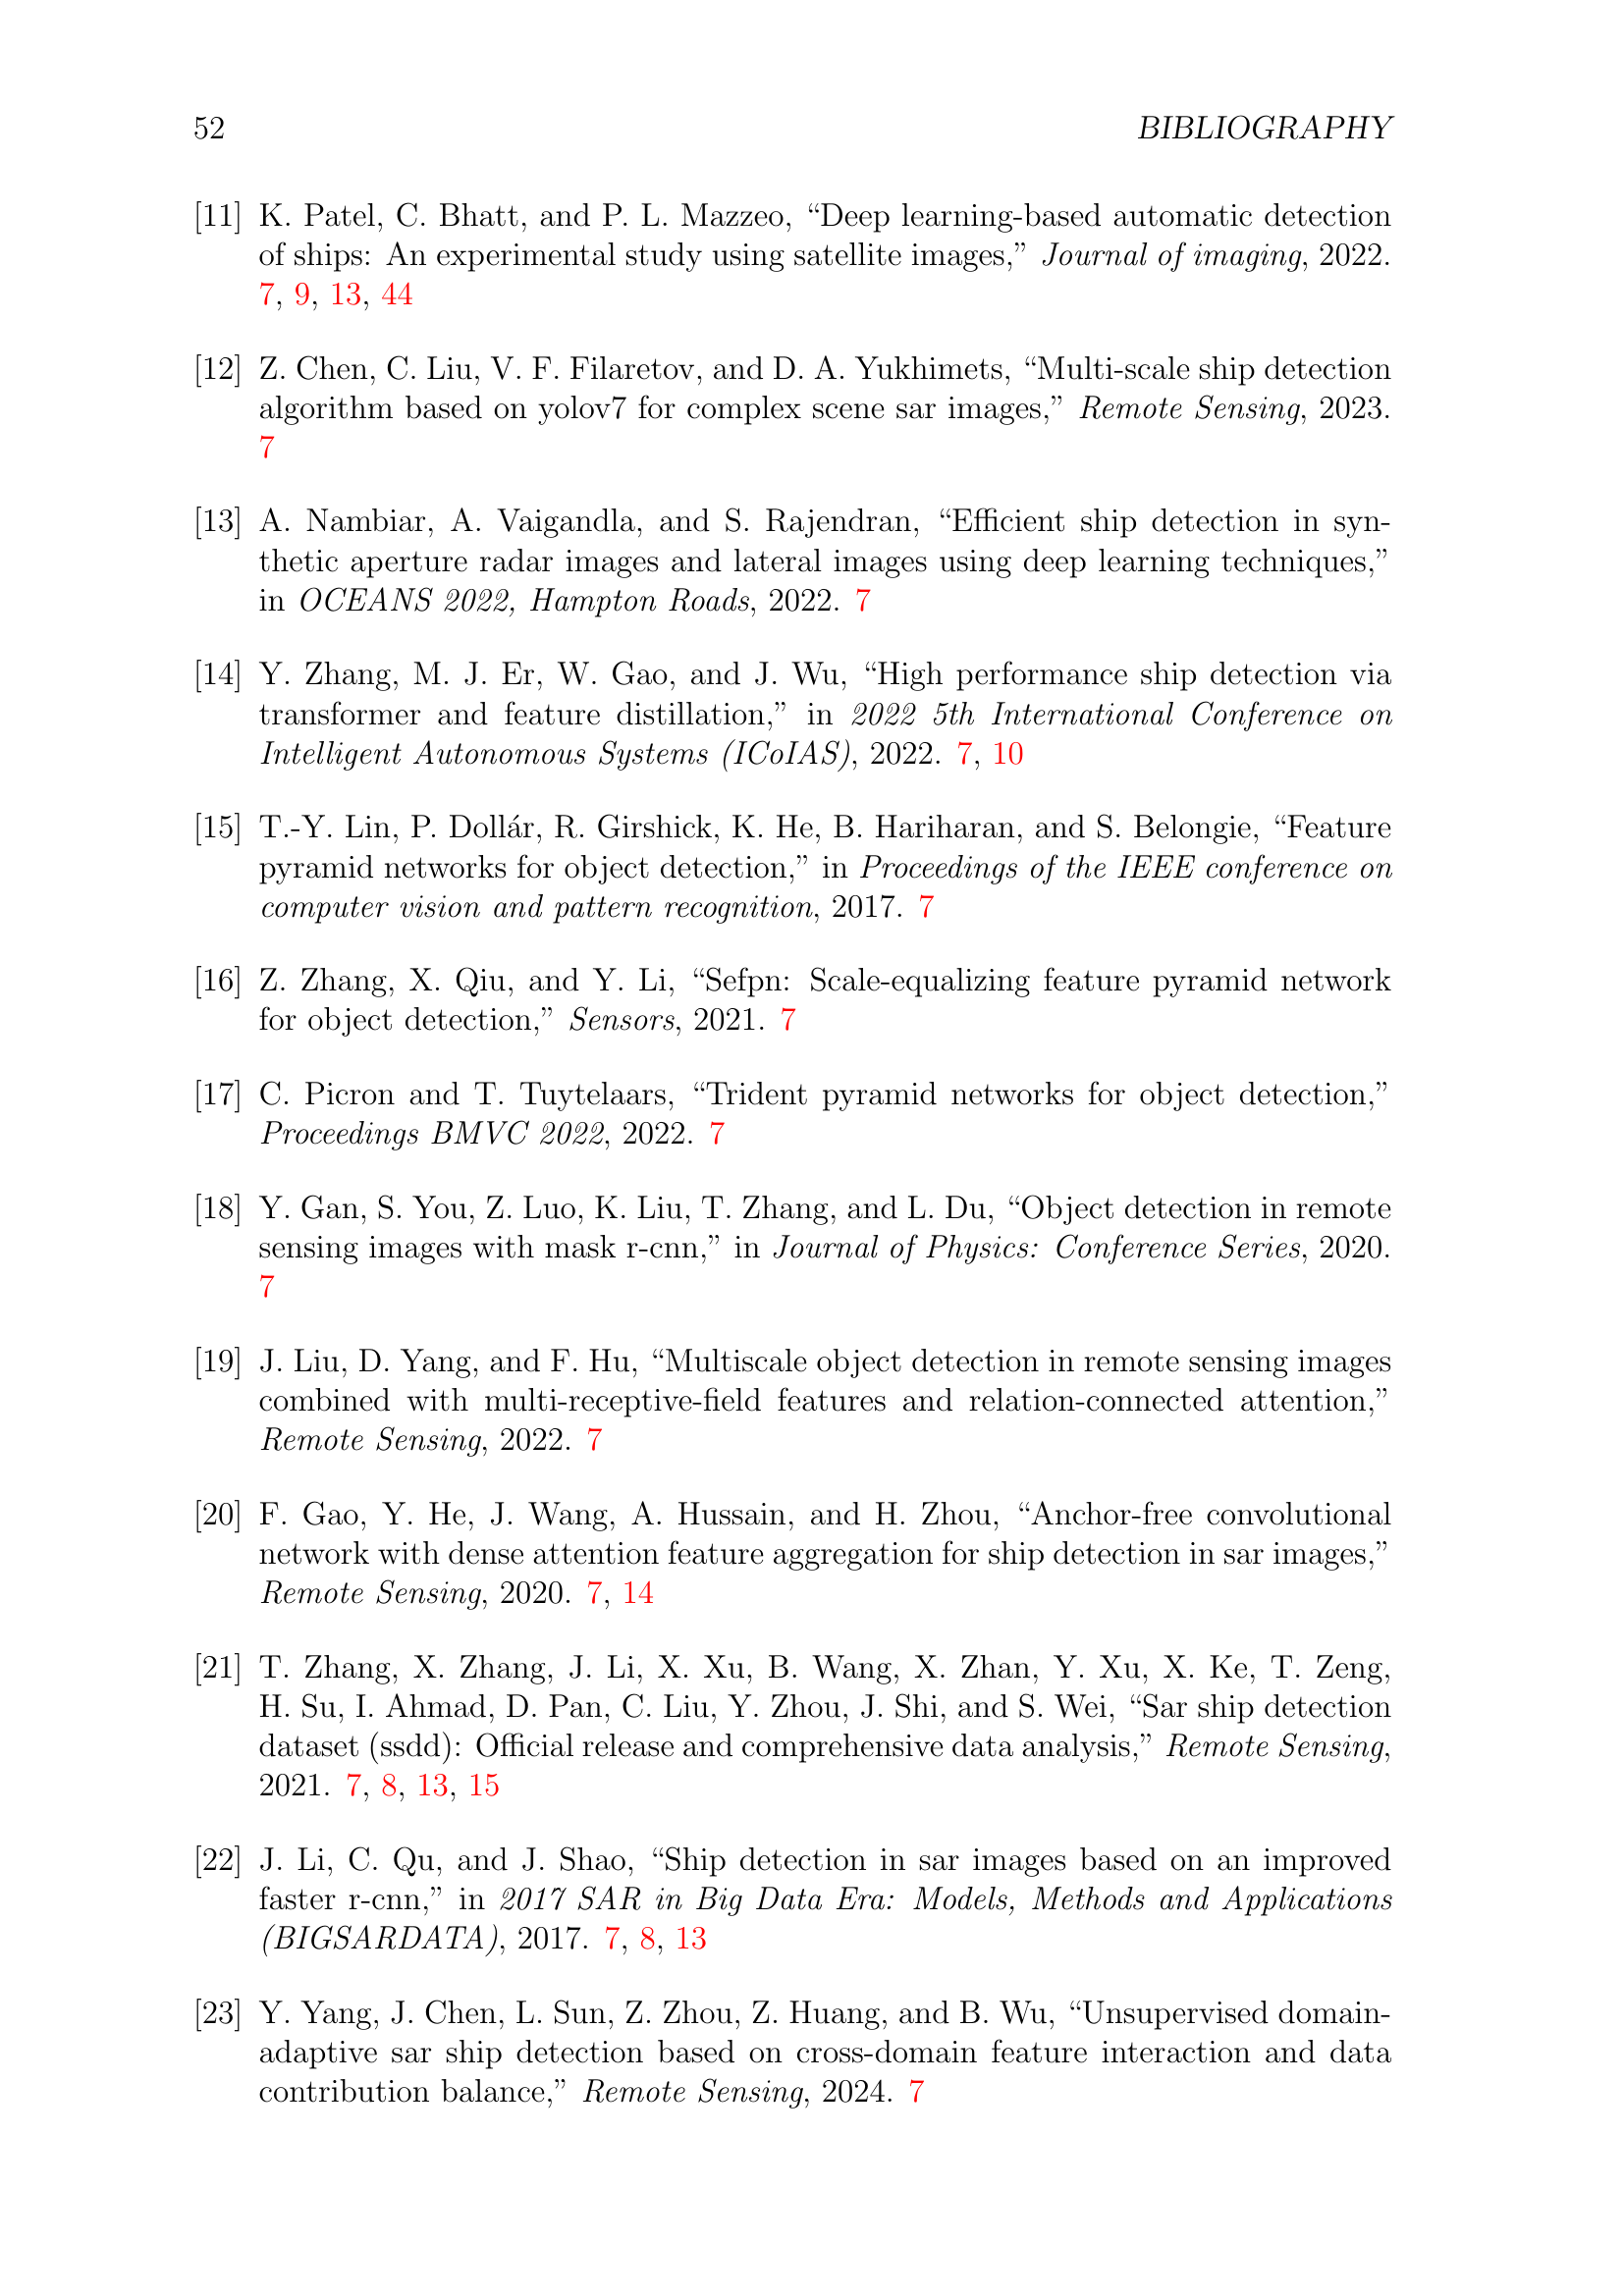 52 BIBLIOGRAPHY
[11] K. Patel, C. Bhatt, and P. L. Mazzeo, “Deep learning-based automatic detection
of ships: An experimental study using satellite images,” Journal of imaging, 2022.
7, 9, 13, 44
[12] Z. Chen, C. Liu, V. F. Filaretov, and D. A. Yukhimets, “Multi-scale ship detection
algorithm based on yolov7 for complex scene sar images,” Remote Sensing, 2023.
7
[13] A. Nambiar, A. Vaigandla, and S. Rajendran, “Efficient ship detection in syn-
thetic aperture radar images and lateral images using deep learning techniques,”
in OCEANS 2022, Hampton Roads, 2022. 7
[14] Y. Zhang, M. J. Er, W. Gao, and J. Wu, “High performance ship detection via
transformer and feature distillation,” in 2022 5th International Conference on
Intelligent Autonomous Systems (ICoIAS), 2022. 7, 10
[15] T.-Y. Lin, P. Dollár, R. Girshick, K. He, B. Hariharan, and S. Belongie, “Feature
pyramid networks for object detection,” in Proceedings of the IEEE conference on
computer vision and pattern recognition, 2017. 7
[16] Z. Zhang, X. Qiu, and Y. Li, “Sefpn: Scale-equalizing feature pyramid network
for object detection,” Sensors, 2021. 7
[17] C. Picron and T. Tuytelaars, “Trident pyramid networks for object detection,”
Proceedings BMVC 2022, 2022. 7
[18] Y. Gan, S. You, Z. Luo, K. Liu, T. Zhang, and L. Du, “Object detection in remote
sensing images with mask r-cnn,” in Journal of Physics: Conference Series, 2020.
7
[19] J. Liu, D. Yang, and F. Hu, “Multiscale object detection in remote sensing images
combined with multi-receptive-field features and relation-connected attention,”
Remote Sensing, 2022. 7
[20] F. Gao, Y. He, J. Wang, A. Hussain, and H. Zhou, “Anchor-free convolutional
network with dense attention feature aggregation for ship detection in sar images,”
Remote Sensing, 2020. 7, 14
[21] T. Zhang, X. Zhang, J. Li, X. Xu, B. Wang, X. Zhan, Y. Xu, X. Ke, T. Zeng,
H. Su, I. Ahmad, D. Pan, C. Liu, Y. Zhou, J. Shi, and S. Wei, “Sar ship detection
dataset (ssdd): Official release and comprehensive data analysis,” Remote Sensing,
2021. 7, 8, 13, 15
[22] J. Li, C. Qu, and J. Shao, “Ship detection in sar images based on an improved
faster r-cnn,” in 2017 SAR in Big Data Era: Models, Methods and Applications
(BIGSARDATA), 2017. 7, 8, 13
[23] Y. Yang, J. Chen, L. Sun, Z. Zhou, Z. Huang, and B. Wu, “Unsupervised domain-
adaptive sar ship detection based on cross-domain feature interaction and data
contribution balance,” Remote Sensing, 2024. 7